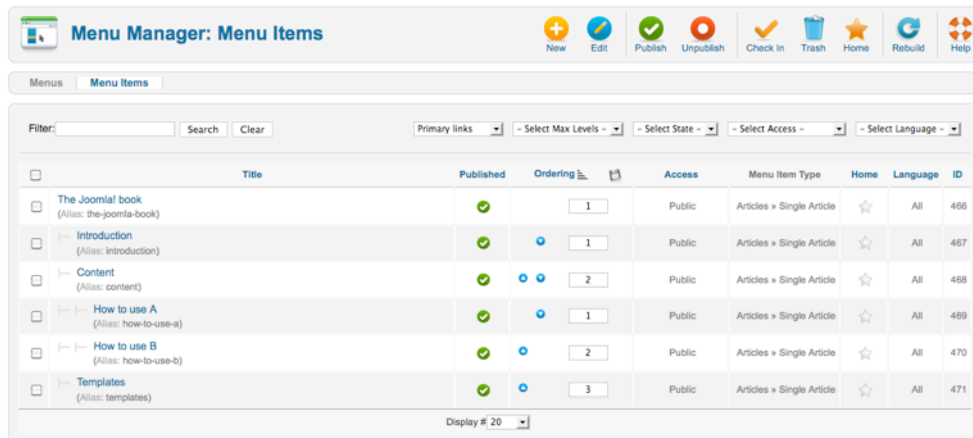 Menu Manager: Menu Items
New Edit Publish Unpublish Check In Trash Home Rebuild Help
Menus Menu Items
Filter: Search Clear Primary links - Select Max Levels - - Select State - - Select Access - - Select Language -
Title Published Ordering Access Menu Item Type Home Language ID
The Joomla! book
(Alias: the-joomla-book)
1 Public Articles » Single Article All 466
Introduction
(Alias: introduction)
1 Public Articles » Single Article All 467
Content
(Alias: content)
2 Public Articles » Single Article All 468
How to use A
(Alias: how-to-use-a)
1 Public Articles » Single Article All 469
How to use B
(Alias: how-to-use-b)
2 Public Articles » Single Article All 470
Templates
(Alias: templates)
3 Public Articles » Single Article All 471
Display # 20